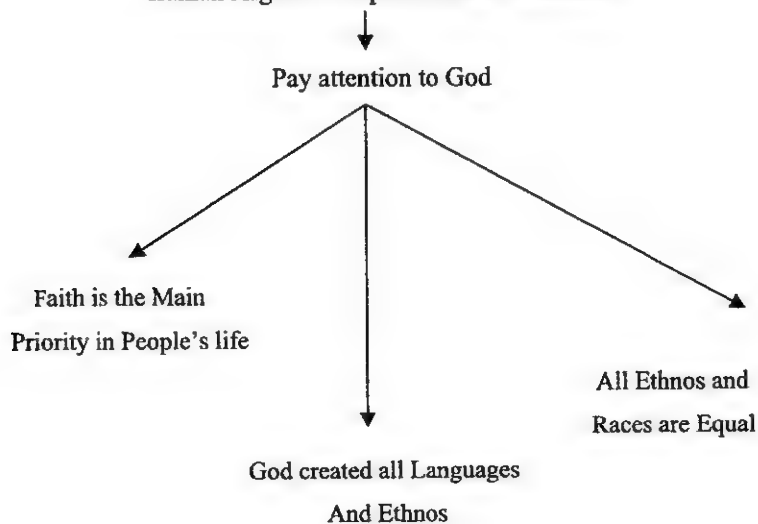 Pay attention to God
Faith is the Main
Priority in People's life
All Ethnos and
Races are Equal
God created all Languages
And Ethnos